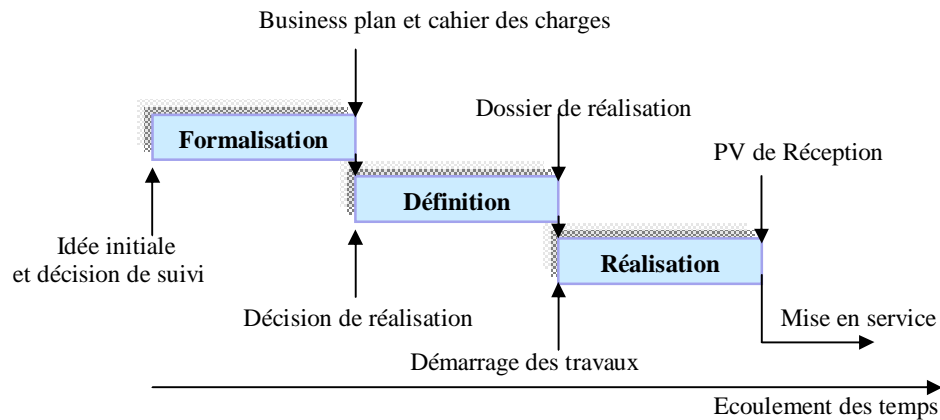 Business plan et cahier des charges
Dossier de réalisation
Formalisation
PV de Réception
Définition
Idée initiale
et décision de suivi
Réalisation
Décision de réalisation
Mise en service
Démarrage des travaux
Ecoulement des temps